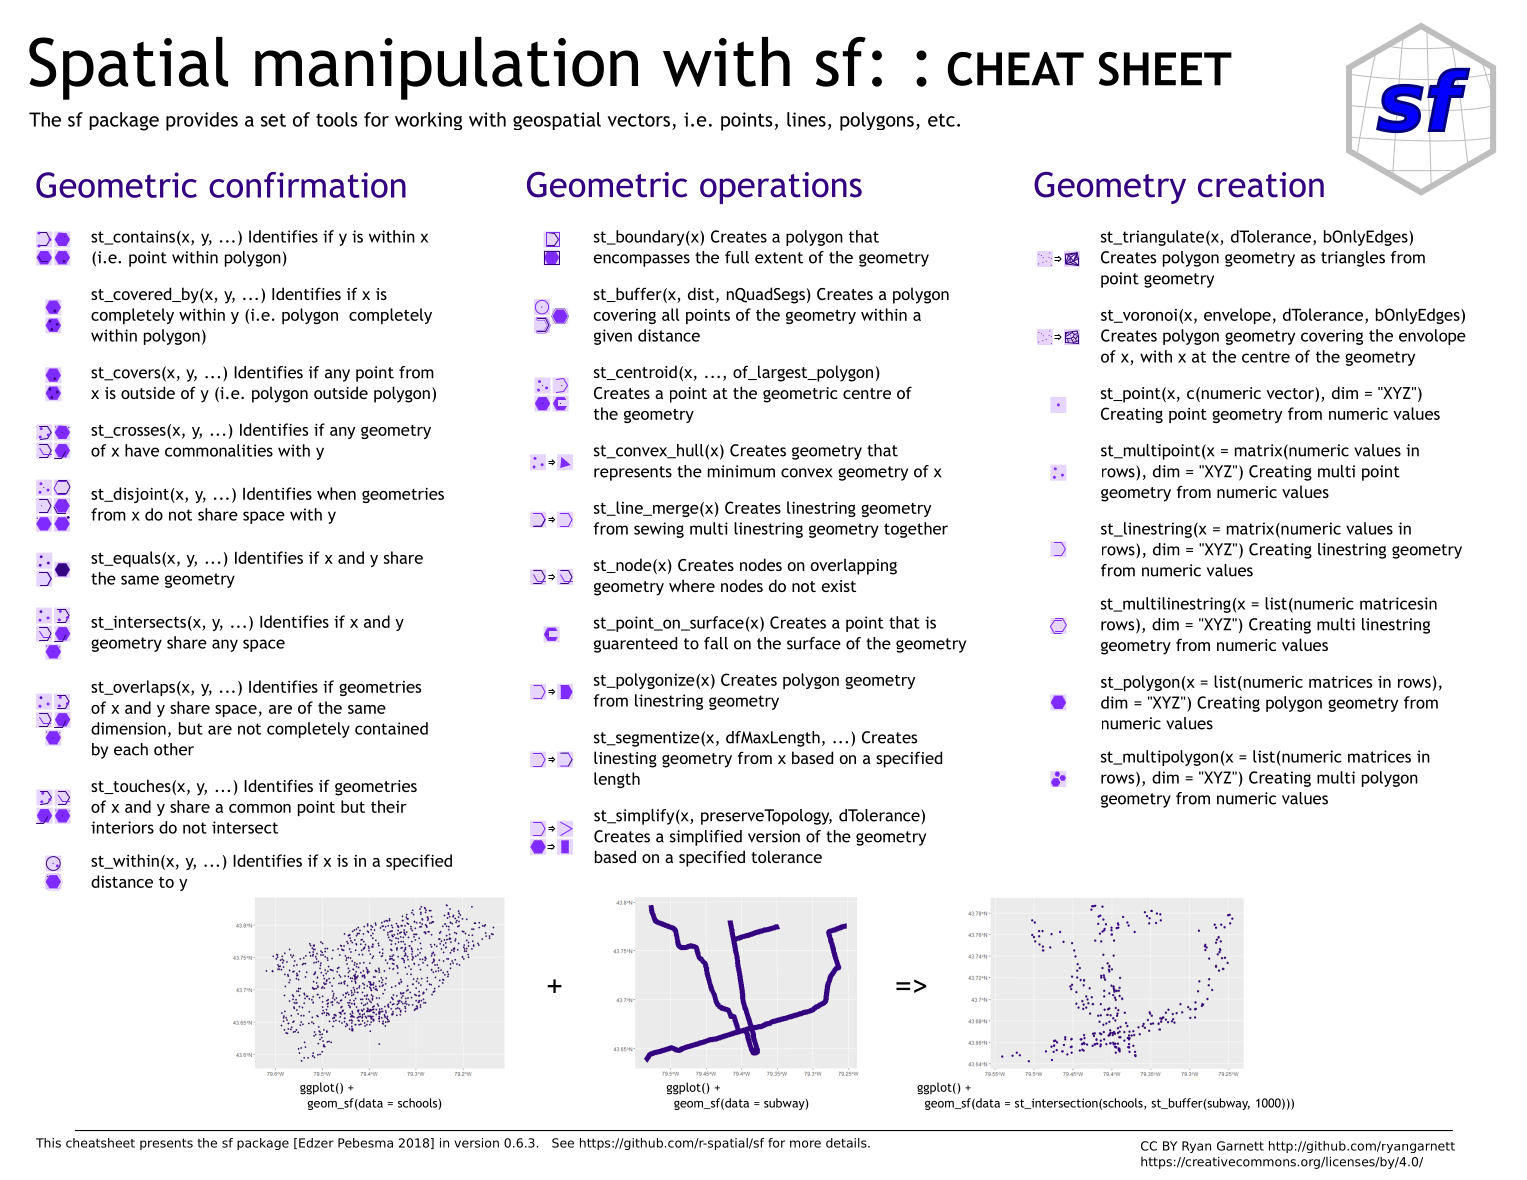 Spatial manipulation with sf: : CHEAT SHEET
The sf package provides a set of tools for working with geospatial vectors, i.e. points, lines, polygons, etc.
sf
Geometric confirmation
st_contains(x, y, ...) Identifies if y is within x
(i.e. point within polygon)
st_covered_by(x, y, ...) Identifies if x is
completely within y (i.e. polygon  completely
within polygon)
st_covers(x, y, ...) Identifies if any point from
x is outside of y (i.e. polygon outside polygon)
st_crosses(x, y, ...) Identifies if any geometry
of x have commonalities with y
st_disjoint(x, y, ...) Identifies when geometries
from x do not share space with y
st_equals(x, y, ...) Identifies if x and y share
the same geometry
st_intersects(x, y, ...) Identifies if x and y
geometry share any space
st_overlaps(x, y, ...) Identifies if geometries
of x and y share space, are of the same
dimension, but are not completely contained
by each other
st_touches(x, y, ...) Identifies if geometries
of x and y share a common point but their
interiors do not intersect
st_within(x, y, ...) Identifies if x is in a specified
distance to y
Geometric operations
st_boundary(x) Creates a polygon that
encompasses the full extent of the geometry
st_buffer(x, dist, nQuadSegs) Creates a polygon
covering all points of the geometry within a
given distance
st_centroid(x, ..., of_largest_polygon)
Creates a point at the geometric centre of
the geometry
st_convex_hull(x) Creates geometry that
represents the minimum convex geometry of x
st_line_merge(x) Creates linestring geometry
from sewing multi linestring geometry together
st_node(x) Creates nodes on overlapping
geometry where nodes do not exist
st_point_on_surface(x) Creates a point that is
guarenteed to fall on the surface of the geometry
st_polygonize(x) Creates polygon geometry
from linestring geometry
st_segmentize(x, dfMaxLength, ...) Creates
linesting geometry from x based on a specified
length
st_simplify(x, preserveTopology, dTolerance)
Creates a simplified version of the geometry
based on a specified tolerance
Geometry creation
st_triangulate(x, dTolerance, bOnlyEdges)
Creates polygon geometry as triangles from
point geometry
st_voronoi(x, envelope, dTolerance, bOnlyEdges)
Creates polygon geometry covering the envolope
of x, with x at the centre of the geometry
st_point(x, c(numeric vector), dim = "XYZ")
Creating point geometry from numeric values
st_multipoint(x = matrix(numeric values in
rows), dim = "XYZ") Creating multi point
geometry from numeric values
st_linestring(x = matrix(numeric values in
rows), dim = "XYZ") Creating linestring geometry
from numeric values
st_multilinestring(x = list(numeric matricesin
rows), dim = "XYZ") Creating multi linestring
geometry from numeric values
st_polygon(x = list(numeric matrices in rows),
dim = "XYZ") Creating polygon geometry from
numeric values
st_multipolygon(x = list(numeric matrices in
rows), dim = "XYZ") Creating multi polygon
geometry from numeric values
43.8°N
43.75°N
43.7°N
43.65°N
43.6°N
79.6°W 79.5°W 79.4°W 79.3°W 79.2°W
ggplot() +
geom_sf(data = schools)
+
43.8°N
43.75°N
43.7°N
43.65°N
79.5°W 79.45°W 79.4°W 79.35°W 79.3°W 79.25°W
ggplot() +
geom_sf(data = subway)
=>
43.78°N
43.76°N
43.74°N
43.72°N
43.7°N
43.68°N
43.66°N
43.64°N
79.55°W 79.5°W 79.45°W 79.4°W 79.35°W 79.3°W 79.25°W
ggplot() +
geom_sf(data = st_intersection(schools, st_buffer(subway, 1000)))
This cheatsheet presents the sf package [Edzer Pebesma 2018] in version 0.6.3.   See https://github.com/r-spatial/sf for more details.
CC BY Ryan Garnett http://github.com/ryangarnett
https://creativecommons.org/licenses/by/4.0/